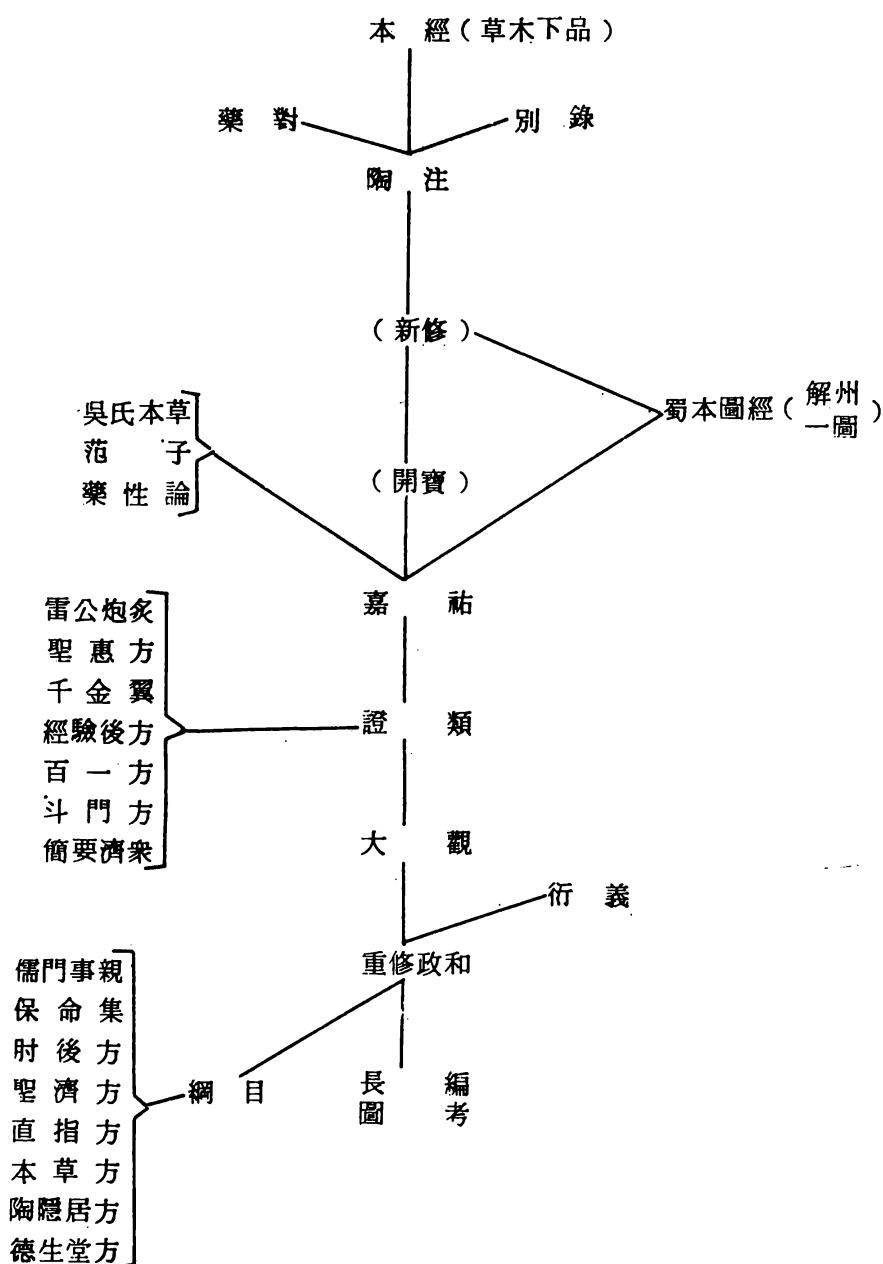 本經（草木下品）
藥對
別錄
陶注
（新修）
吳氏本草
范子
藥性論
蜀本圖經（解州一圖）
（開寶）
嘉祐
雷公炮炙
聖惠方
千金翼
經驗後方
百一方
斗門方
簡要濟衆
證類
大觀
衍義
重修政和
儒門事親
保命集
肘後方
聖濟方
直指方
本草方
陶隱居方
德生堂方
綱目
長編
圖考